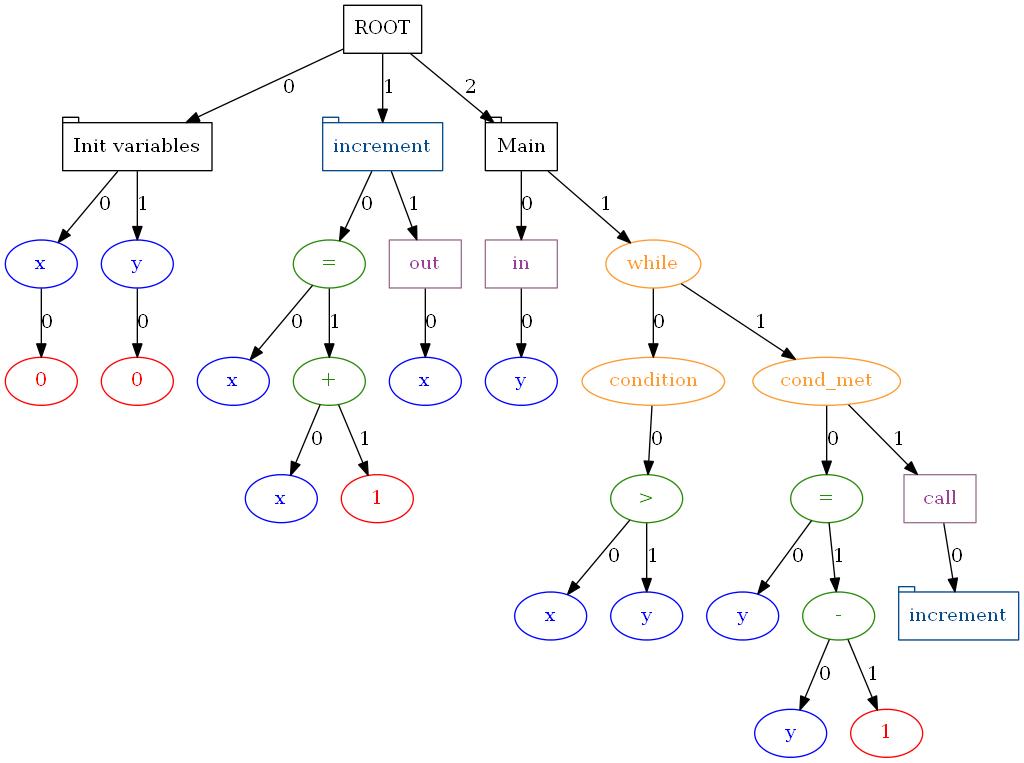 ROOT
0 1 2
Init variables increment Main
0 1 0 1 0 1
x y = out in while
0 0 0 1 0 0 0 1
0 0 x + x y condition cond_met
0 1 0 0 1
x 1 > = call
0 1 0 1 0
x y y - increment
0 1
y 1